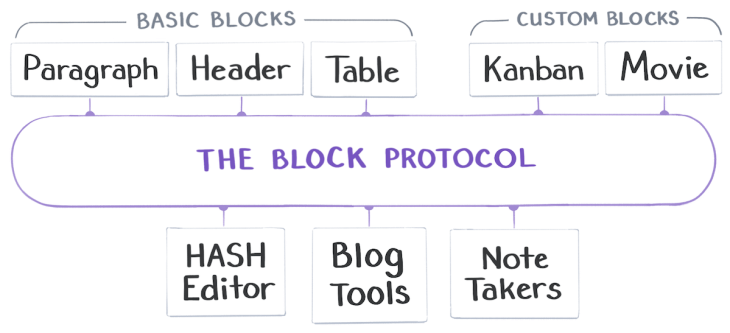 BASIC BLOCKS
CUSTOM BLOCKS
Paragraph
Header
Table
Kanban
Movie
THE BLOCK PROTOCOL
HASH
Editor
Blog
Tools
Note
Takers